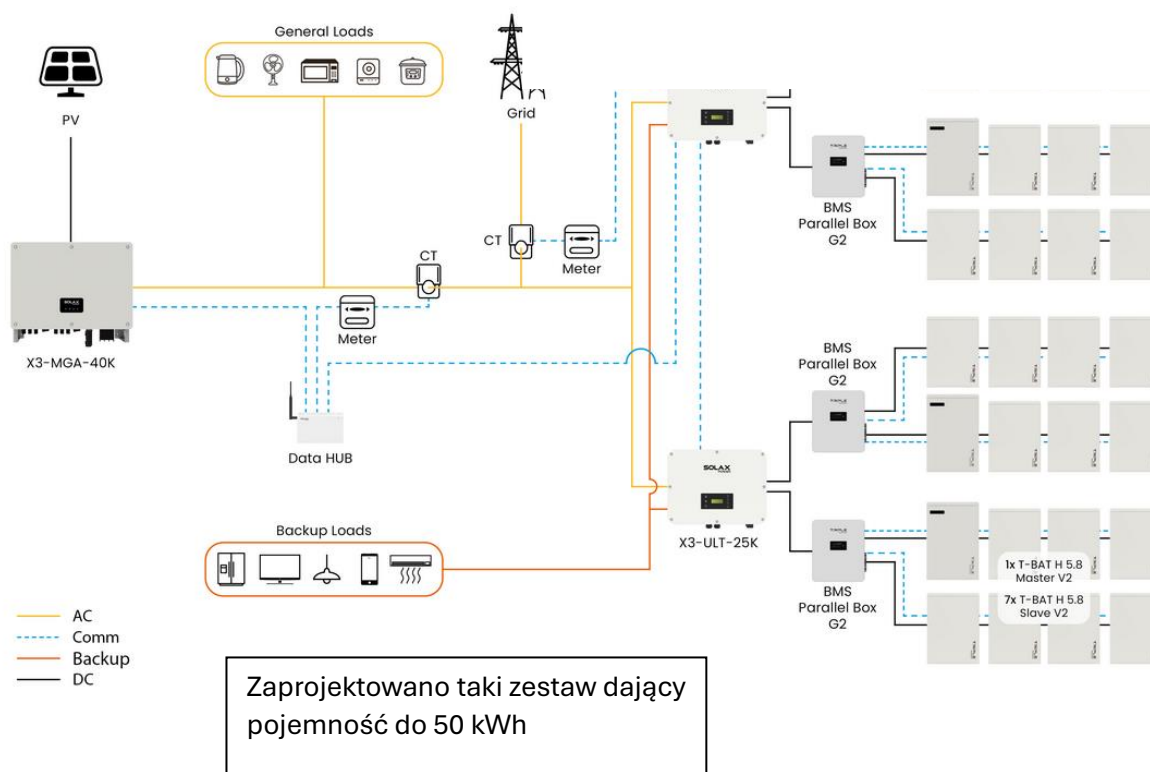 General Loads
PV
Grid
CT
Meter
CT
Meter
BMS
Parallel Box
G2
SOLAX
X3-MGA-40K
BMS
Parallel Box
G2
Data HUB
SOLAX
X3-ULT-25K
Backup Loads
1x T-BAT H 5.8
Master V2
7x T-BAT H 5.8
Slave V2
BMS
Parallel Box
G2
AC
Comm
Backup
DC
Zaprojektowano taki zestaw dający
pojemność do 50 kWh